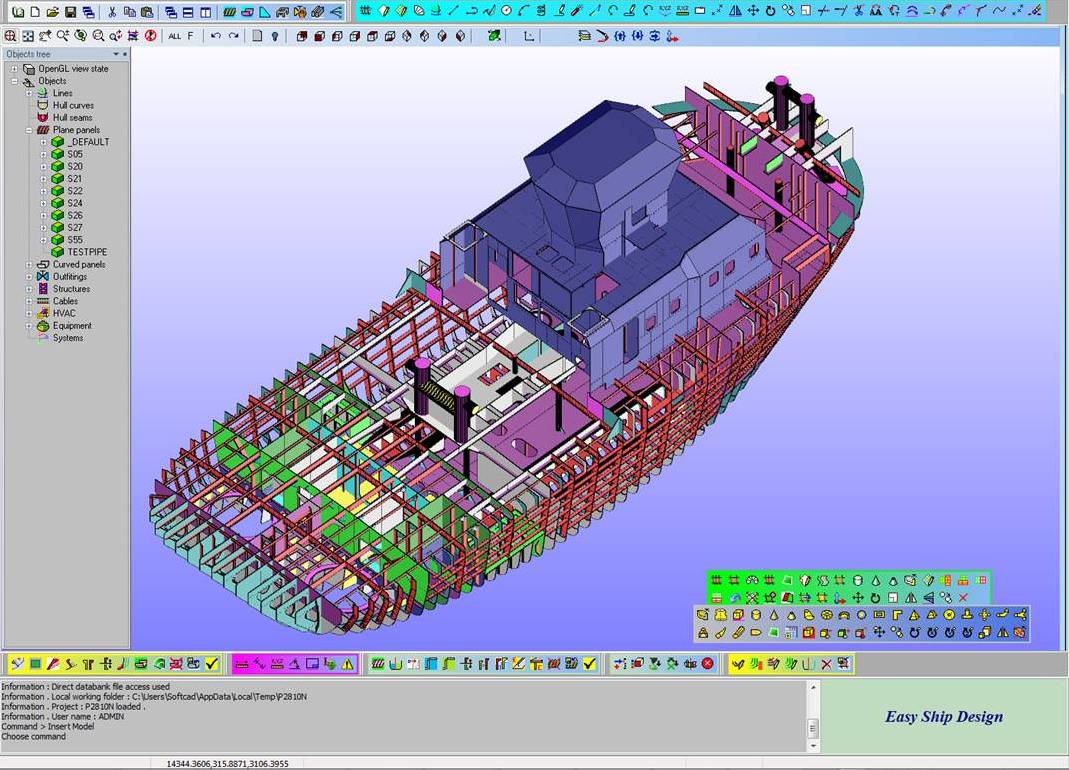 ALL F
Objects tree
OpenGL view state
Objects
Lines
Hull curves
Hull seams
Plane panels
_DEFAULT
S05
S20
S21
S22
S24
S26
S27
S55
TESTPIPE
Curved panels
Outfitings
Structures
Cables
HVAC
Equipment
Systems
Information : Direct databank file access used
Information . Local working folder : C:\Users\Softcad\AppData\Local\Temp\P2810N
Information . Project : P2810N loaded .
Information . User name : ADMIN
Command > Insert Model
Choose command
Easy Ship Design
14344.3606,315.8871,3106.3955